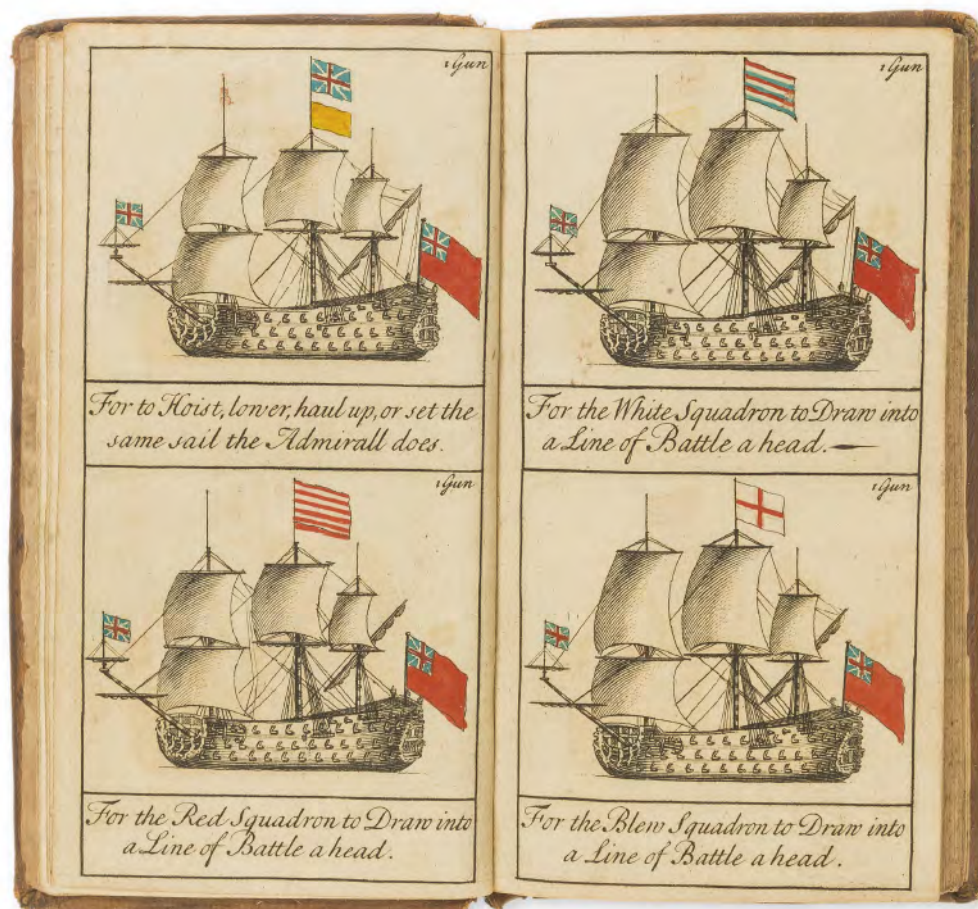 1 Gun
For to Hoist, lower, haul up, or set the
same sail the Admirall does.
1 Gun
For the Red Squadron to Draw into
a Line of Battle a head.
1 Gun
For the White Squadron to Draw into
a Line of Battle a head. —
1 Gun
For the Blew Squadron to Draw into
a Line of Battle a head.